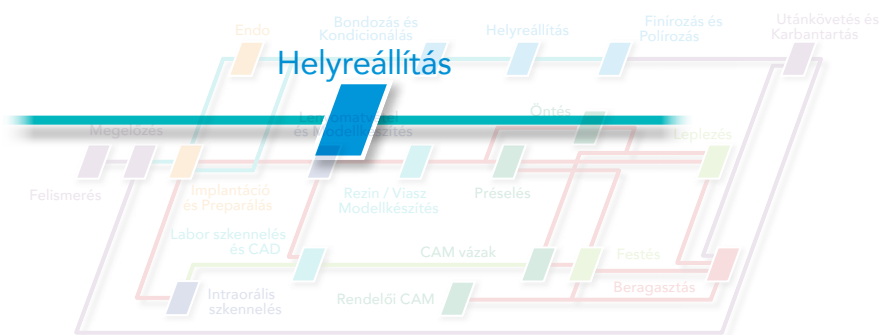 Endo
Bondozás és
Kondicionálás
Helyreállítás
Finírozás és
Polírozás
Utánkövetés és
Karbantartás
Helyreállítás
Megelőzés
Lenyomatvétel
és Modellkészítés
Öntés
Leplezés
Felismerés
Implantáció
és Preparálás
Rezin / Viasz
Modellkészítés
Préselés
Labor szkennelés
és CAD
CAM vázak
Festés
Intraorális
szkennelés
Rendelői CAM
Beragasztás